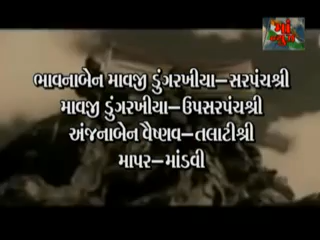 ભાવનાબેન માવજી ડુંગરખીયા–સરપંચશ્રી
માવજી ડુંગરખીયા–ઉપસરપંચશ્રી
અંજનાબેન વૈષ્ણવ–તલાટીશ્રી
માપર–માંડવી